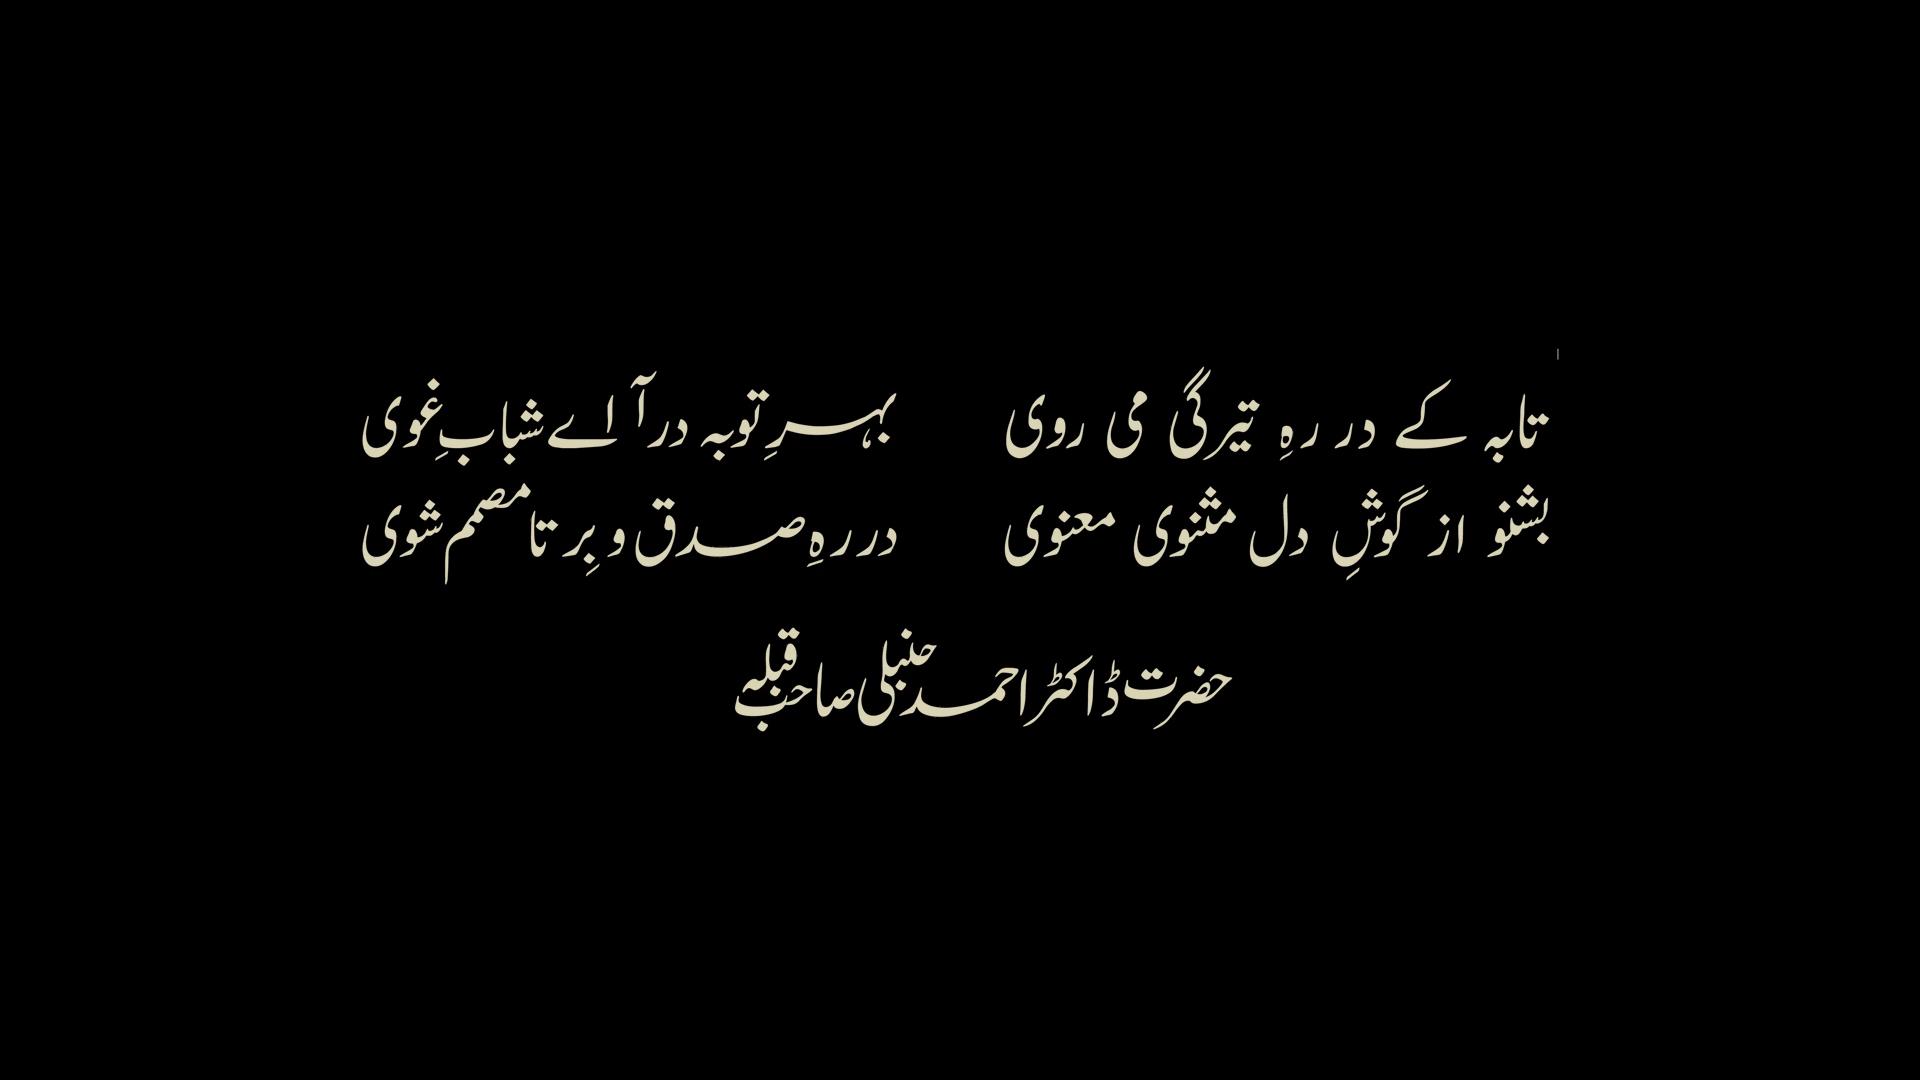 تابہ کے در رہِ تیرگی می روی بہرِ توبہ درآ اے شبابِ غوی
بشنو از گوشِ دل مثنوی معنوی در رہِ صدق و بِر تا مصمم شوی
حضرت ڈاکٹر احمد حنبلی صاحب قبلہ